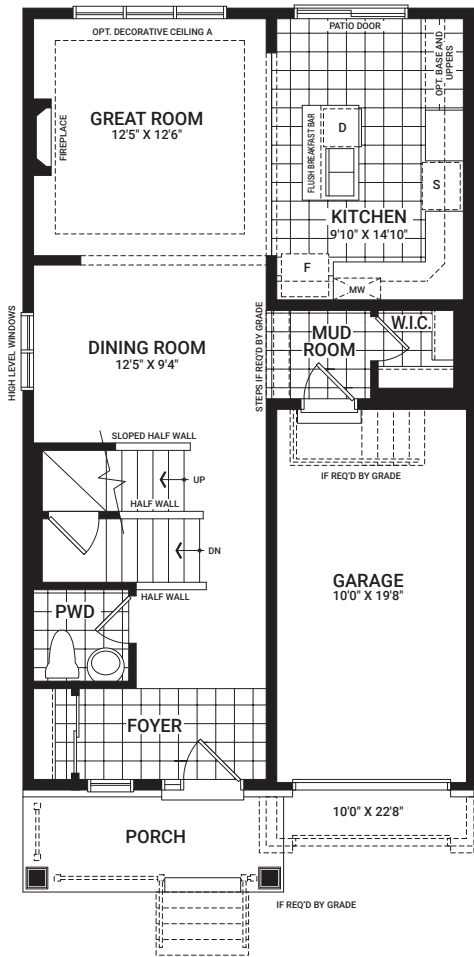 OPT. DECORATIVE CEILING A
PATIO DOOR
OPT. BASE AND
UPPERS
GREAT ROOM
12'5" X 12'6"
FIREPLACE
FLUSH BREAKFAST BAR
D
S
KITCHEN
9'10" X 14'10"
F
MW
HIGH LEVEL WINDOWS
DINING ROOM
12'5" X 9'4"
STEPS IF REQ'D BY GRADE
MUD
ROOM
W.I.C.
SLOPED HALF WALL
UP
HALF WALL
DN
HALF WALL
IF REQ'D BY GRADE
PWD
GARAGE
10'0" X 19'8"
FOYER
10'0" X 22'8"
PORCH
IF REQ'D BY GRADE